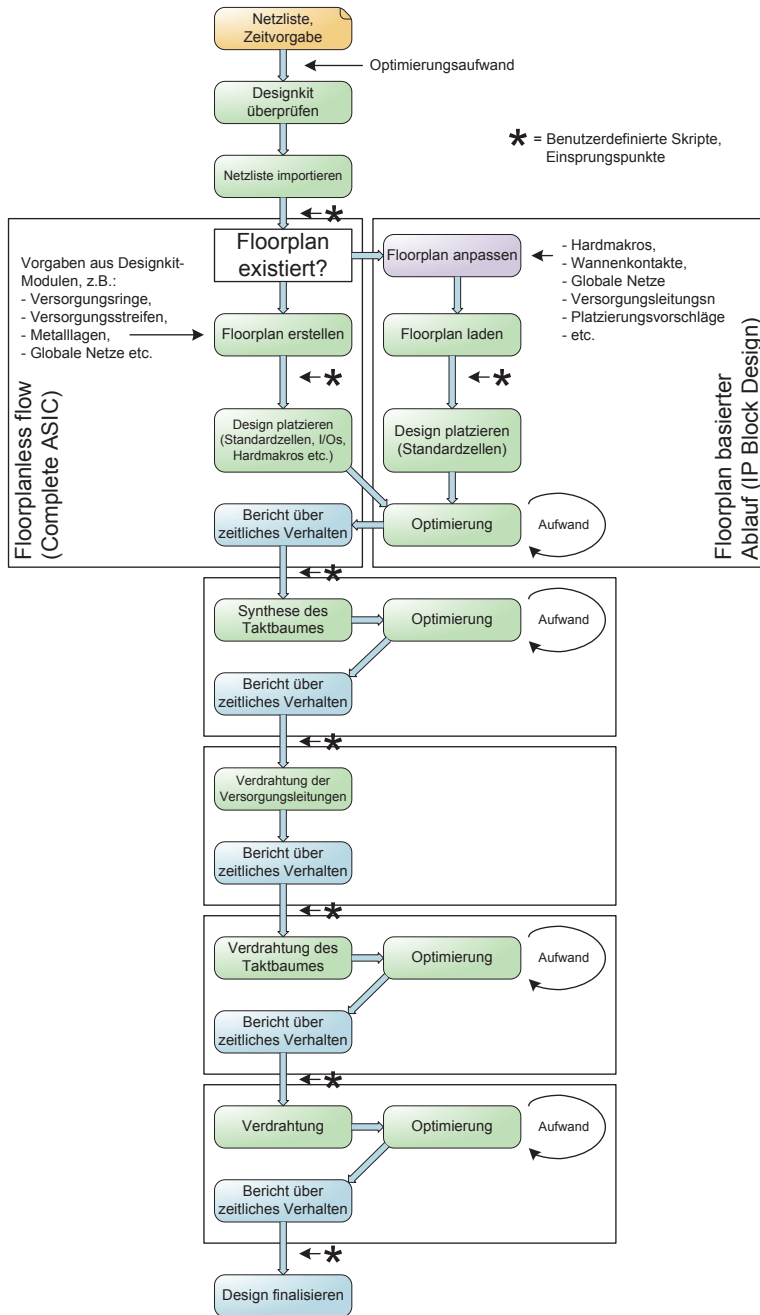 Netzliste,
Zeitvorgabe
Optimierungsaufwand
Designkit
überprüfen
* = Benutzerdefinierte Skripte,
Einsprungspunkte
Netzliste importieren
*
Floorplan
existiert?
Floorplan anpassen
- Hardmakros,
- Wannenkontakte,
- Globale Netze
- Versorgungsleitungsn
- Platzierungsvorschläge
- etc.
Vorgaben aus Designkit-
Modulen, z.B.:
- Versorgungsringe,
- Versorgungsstreifen,
- Metalllagen,
- Globale Netze etc.
Floorplan erstellen
Floorplan laden
*
*
Design platzieren
(Standardzellen, I/Os,
Hardmakros etc.)
Design platzieren
(Standardzellen)
Floorplanless flow
(Complete ASIC)
Floorplan basierter
Ablauf (IP Block Design)
Bericht über
zeitliches Verhalten
Optimierung
Aufwand
*
Synthese des
Taktbaumes
Optimierung
Aufwand
Bericht über
zeitliches Verhalten
*
Verdrahtung der
Versorgungsleitungen
Bericht über
zeitliches Verhalten
*
Verdrahtung des
Taktbaumes
Optimierung
Aufwand
Bericht über
zeitliches Verhalten
*
Verdrahtung
Optimierung
Aufwand
Bericht über
zeitliches Verhalten
*
Design finalisieren